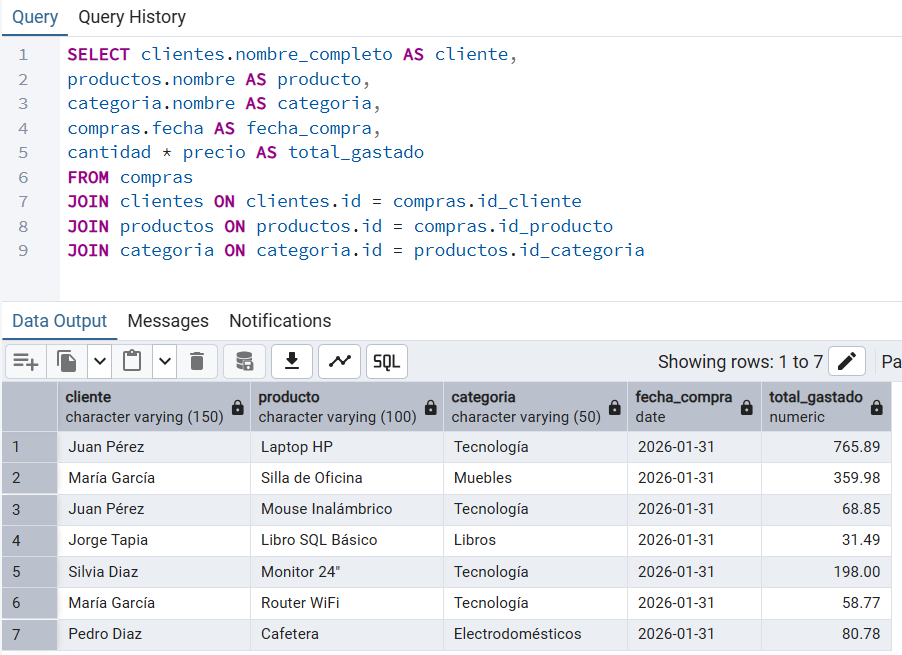 Query Query History
1 SELECT clientes.nombre_completo AS cliente,
2 productos.nombre AS producto,
3 categoria.nombre AS categoria,
4 compras.fecha AS fecha_compra,
5 cantidad * precio AS total_gastado
6 FROM compras
7 JOIN clientes ON clientes.id = compras.id_cliente
8 JOIN productos ON productos.id = compras.id_producto
9 JOIN categoria ON categoria.id = productos.id_categoria
Data Output Messages Notifications
SQL Showing rows: 1 to 7 Pa
cliente producto categoria fecha_compra total_gastado
character varying (150) character varying (100) character varying (50) date numeric
1 Juan Pérez Laptop HP Tecnología 2026-01-31 765.89
2 María García Silla de Oficina Muebles 2026-01-31 359.98
3 Juan Pérez Mouse Inalámbrico Tecnología 2026-01-31 68.85
4 Jorge Tapia Libro SQL Básico Libros 2026-01-31 31.49
5 Silvia Diaz Monitor 24" Tecnología 2026-01-31 198.00
6 María García Router WiFi Tecnología 2026-01-31 58.77
7 Pedro Diaz Cafetera Electrodomésticos 2026-01-31 80.78